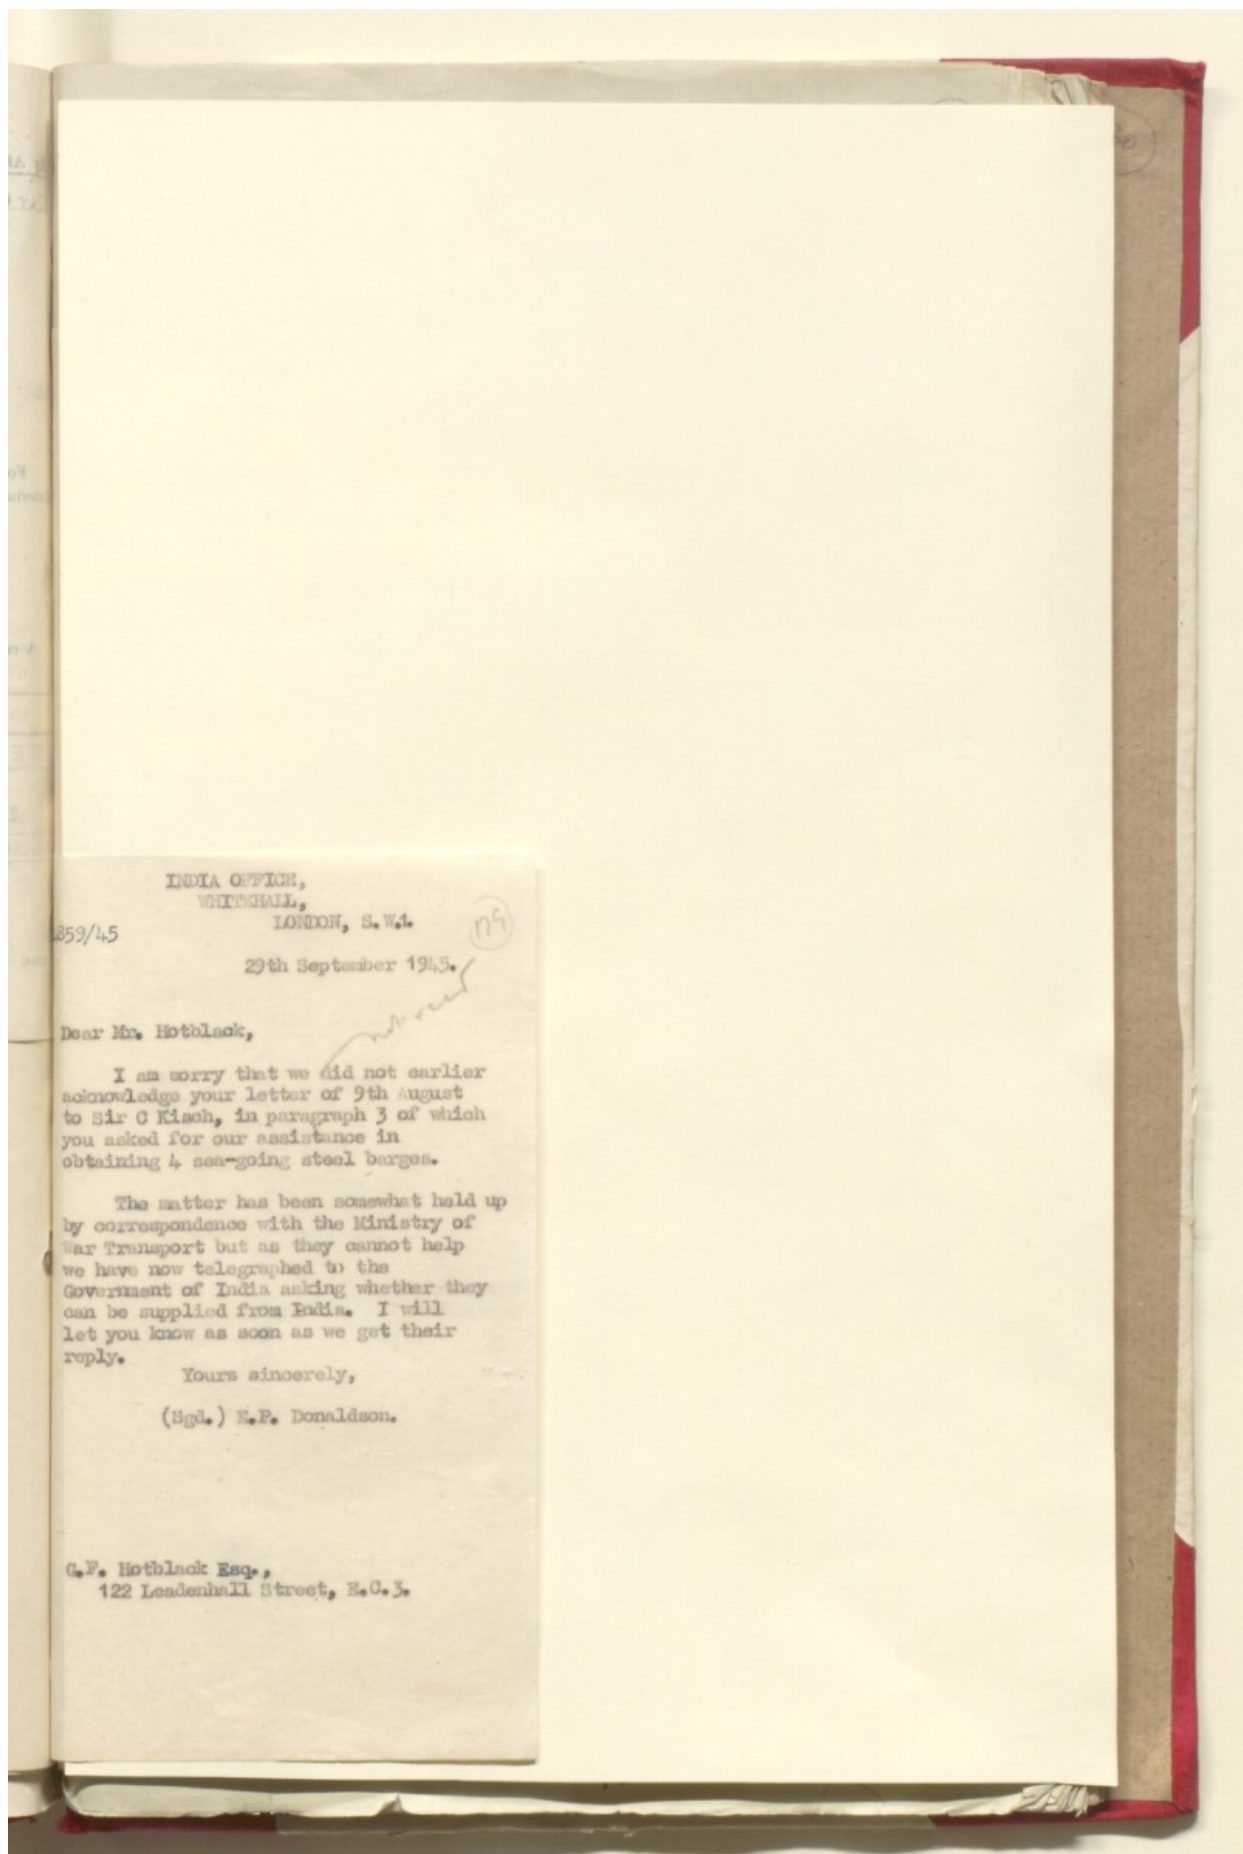 INDIA OFFICE,
WHITEHALL,
LONDON, S.W.1.
859/45
179
29th September 1945.
Dear Mr. Hotblack,
I am sorry that we did not earlier
acknowledge your letter of 9th August
to Sir C Kisch, in paragraph 3 of which
you asked for our assistance in
obtaining 4 sea-going steel barges.
The matter has been somewhat held up
by correspondence with the Ministry of
War Transport but as they cannot help
we have now telegraphed to the
Government of India asking whether they
can be supplied from India. I will
let you know as soon as we get their
reply.
Yours sincerely,
(Sgd.) E.P. Donaldson.
G.F. Hotblack Esq.,
122 Leadenhall Street, E.C.3.